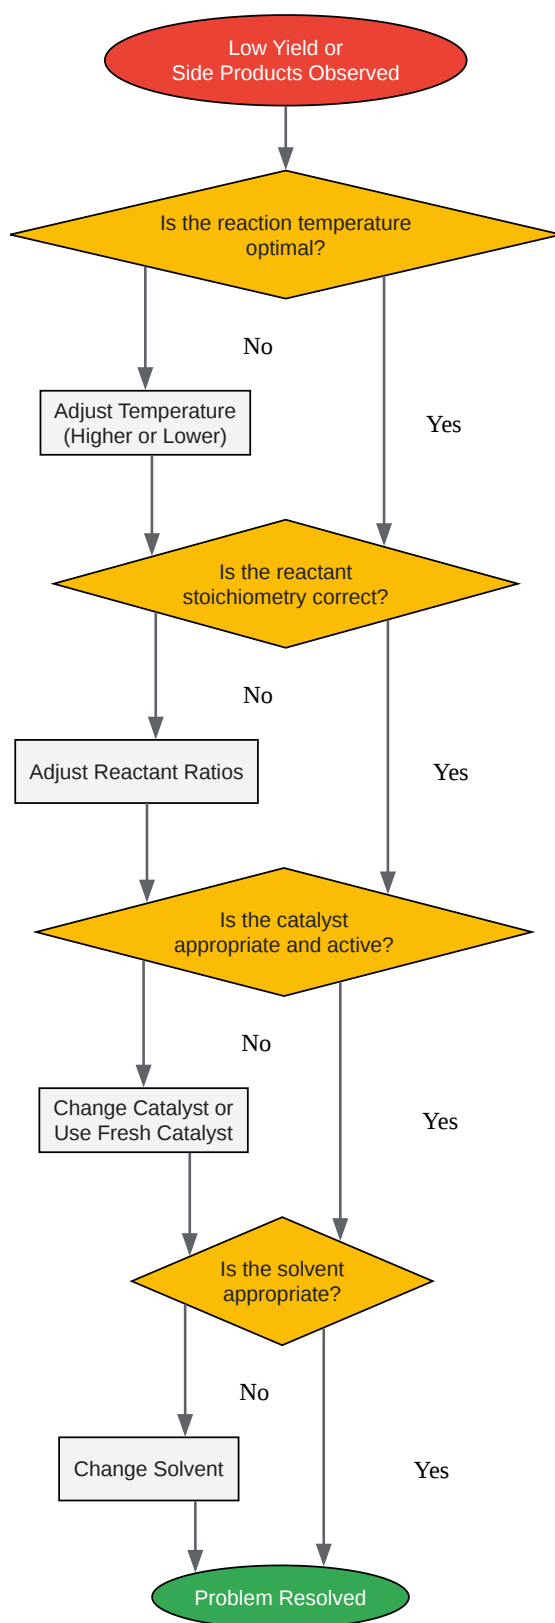 Low Yield or
Side Products Observed
Is the reaction temperature
optimal?
No
Adjust Temperature
(Higher or Lower)
Yes
Is the reactant
stoichiometry correct?
No
Adjust Reactant Ratios
Yes
Is the catalyst
appropriate and active?
No
Change Catalyst or
Use Fresh Catalyst
Yes
Is the solvent
appropriate?
No
Change Solvent
Yes
Problem Resolved